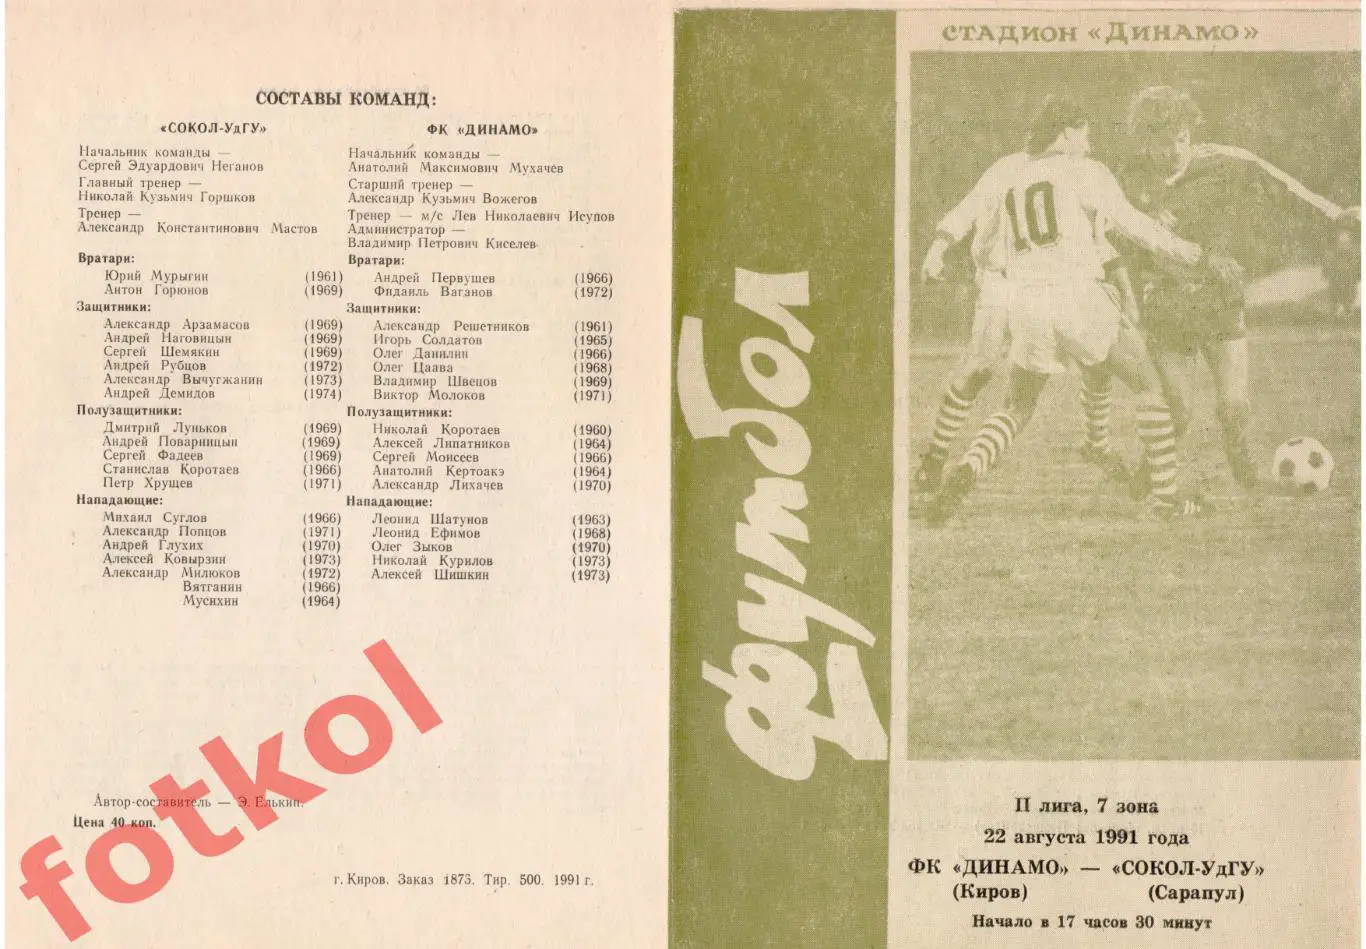 СОСТАВЫ КОМАНД:
«СОКОЛ-УдГУ»
Начальник команды —
Сергей Эдуардович Неганов
Главный тренер —
Николай Кузьмич Горшков
Тренер —
Александр Константинович Мастов
Вратари:
Юрий Мурыгин (1961)
Антон Горюнов (1969)
Защитники:
Александр Арзамасов (1969)
Андрей Наговицын (1969)
Сергей Шемякин (1969)
Андрей Рубцов (1972)
Александр Вычугжанин (1973)
Андрей Демидов (1974)
Полузащитники:
Дмитрий Луньков (1969)
Андрей Поварницын (1969)
Сергей Фадеев (1969)
Станислав Коротаев (1966)
Петр Хрущев (1971)
Нападающие:
Михаил Суглов (1966)
Александр Попцов (1971)
Андрей Глухих (1970)
Алексей Ковырзин (1973)
Александр Милюков (1972)
Вятганин (1966)
Мусихин (1964)
ФК «ДИНАМО»
Начальник команды —
Анатолий Максимович Мухачев
Старший тренер —
Александр Кузьмич Вожегов
Тренер — м/с Лев Николаевич Исупов
Администратор —
Владимир Петрович Киселев
Вратари:
Андрей Первушев (1966)
Фидаиль Ваганов (1972)
Защитники:
Александр Решетников (1961)
Игорь Солдатов (1965)
Олег Данилин (1966)
Олег Цаава (1968)
Владимир Швецов (1969)
Виктор Молоков (1971)
Полузащитники:
Николай Коротаев (1960)
Алексей Липатников (1964)
Сергей Моисеев (1966)
Анатолий Кертоакэ (1964)
Александр Лихачев (1970)
Нападающие:
Леонид Шатунов (1963)
Леонид Ефимов (1968)
Олег Зыков (1970)
Николай Курилов (1973)
Алексей Шишкин (1973)
Автор-составитель — Э. Елькин.
Цена 40 коп.
г. Киров. Заказ 1873. Тир. 500. 1991 г.
fotkol
СТАДИОН «ДИНАМО»
футбол
10
II лига, 7 зона
22 августа 1991 года
ФК «ДИНАМО» — «СОКОЛ-УдГУ»
(Киров) (Сарапул)
Начало в 17 часов 30 минут